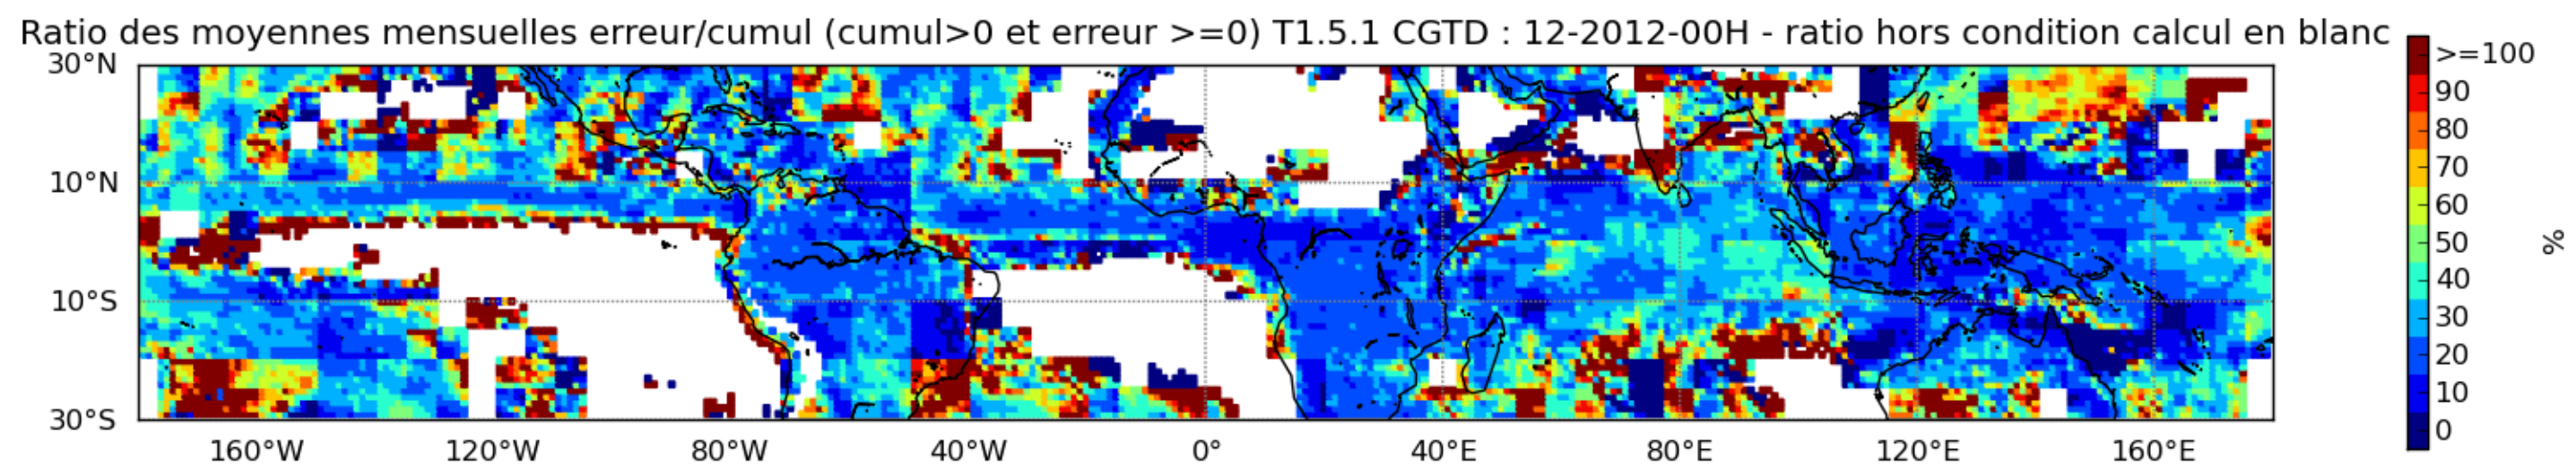 Ratio des moyennes mensuelles erreur/cumul (cumul>0 et erreur >=0) T1.5.1 CGTD : 12-2012-00H - ratio hors condition calcul en blanc
30°N
10°N
10°S
30°S
160°W 120°W 80°W 40°W 0° 40°E 80°E 120°E 160°E
>=100
90
80
70
60
50
40
30
20
10
0
%